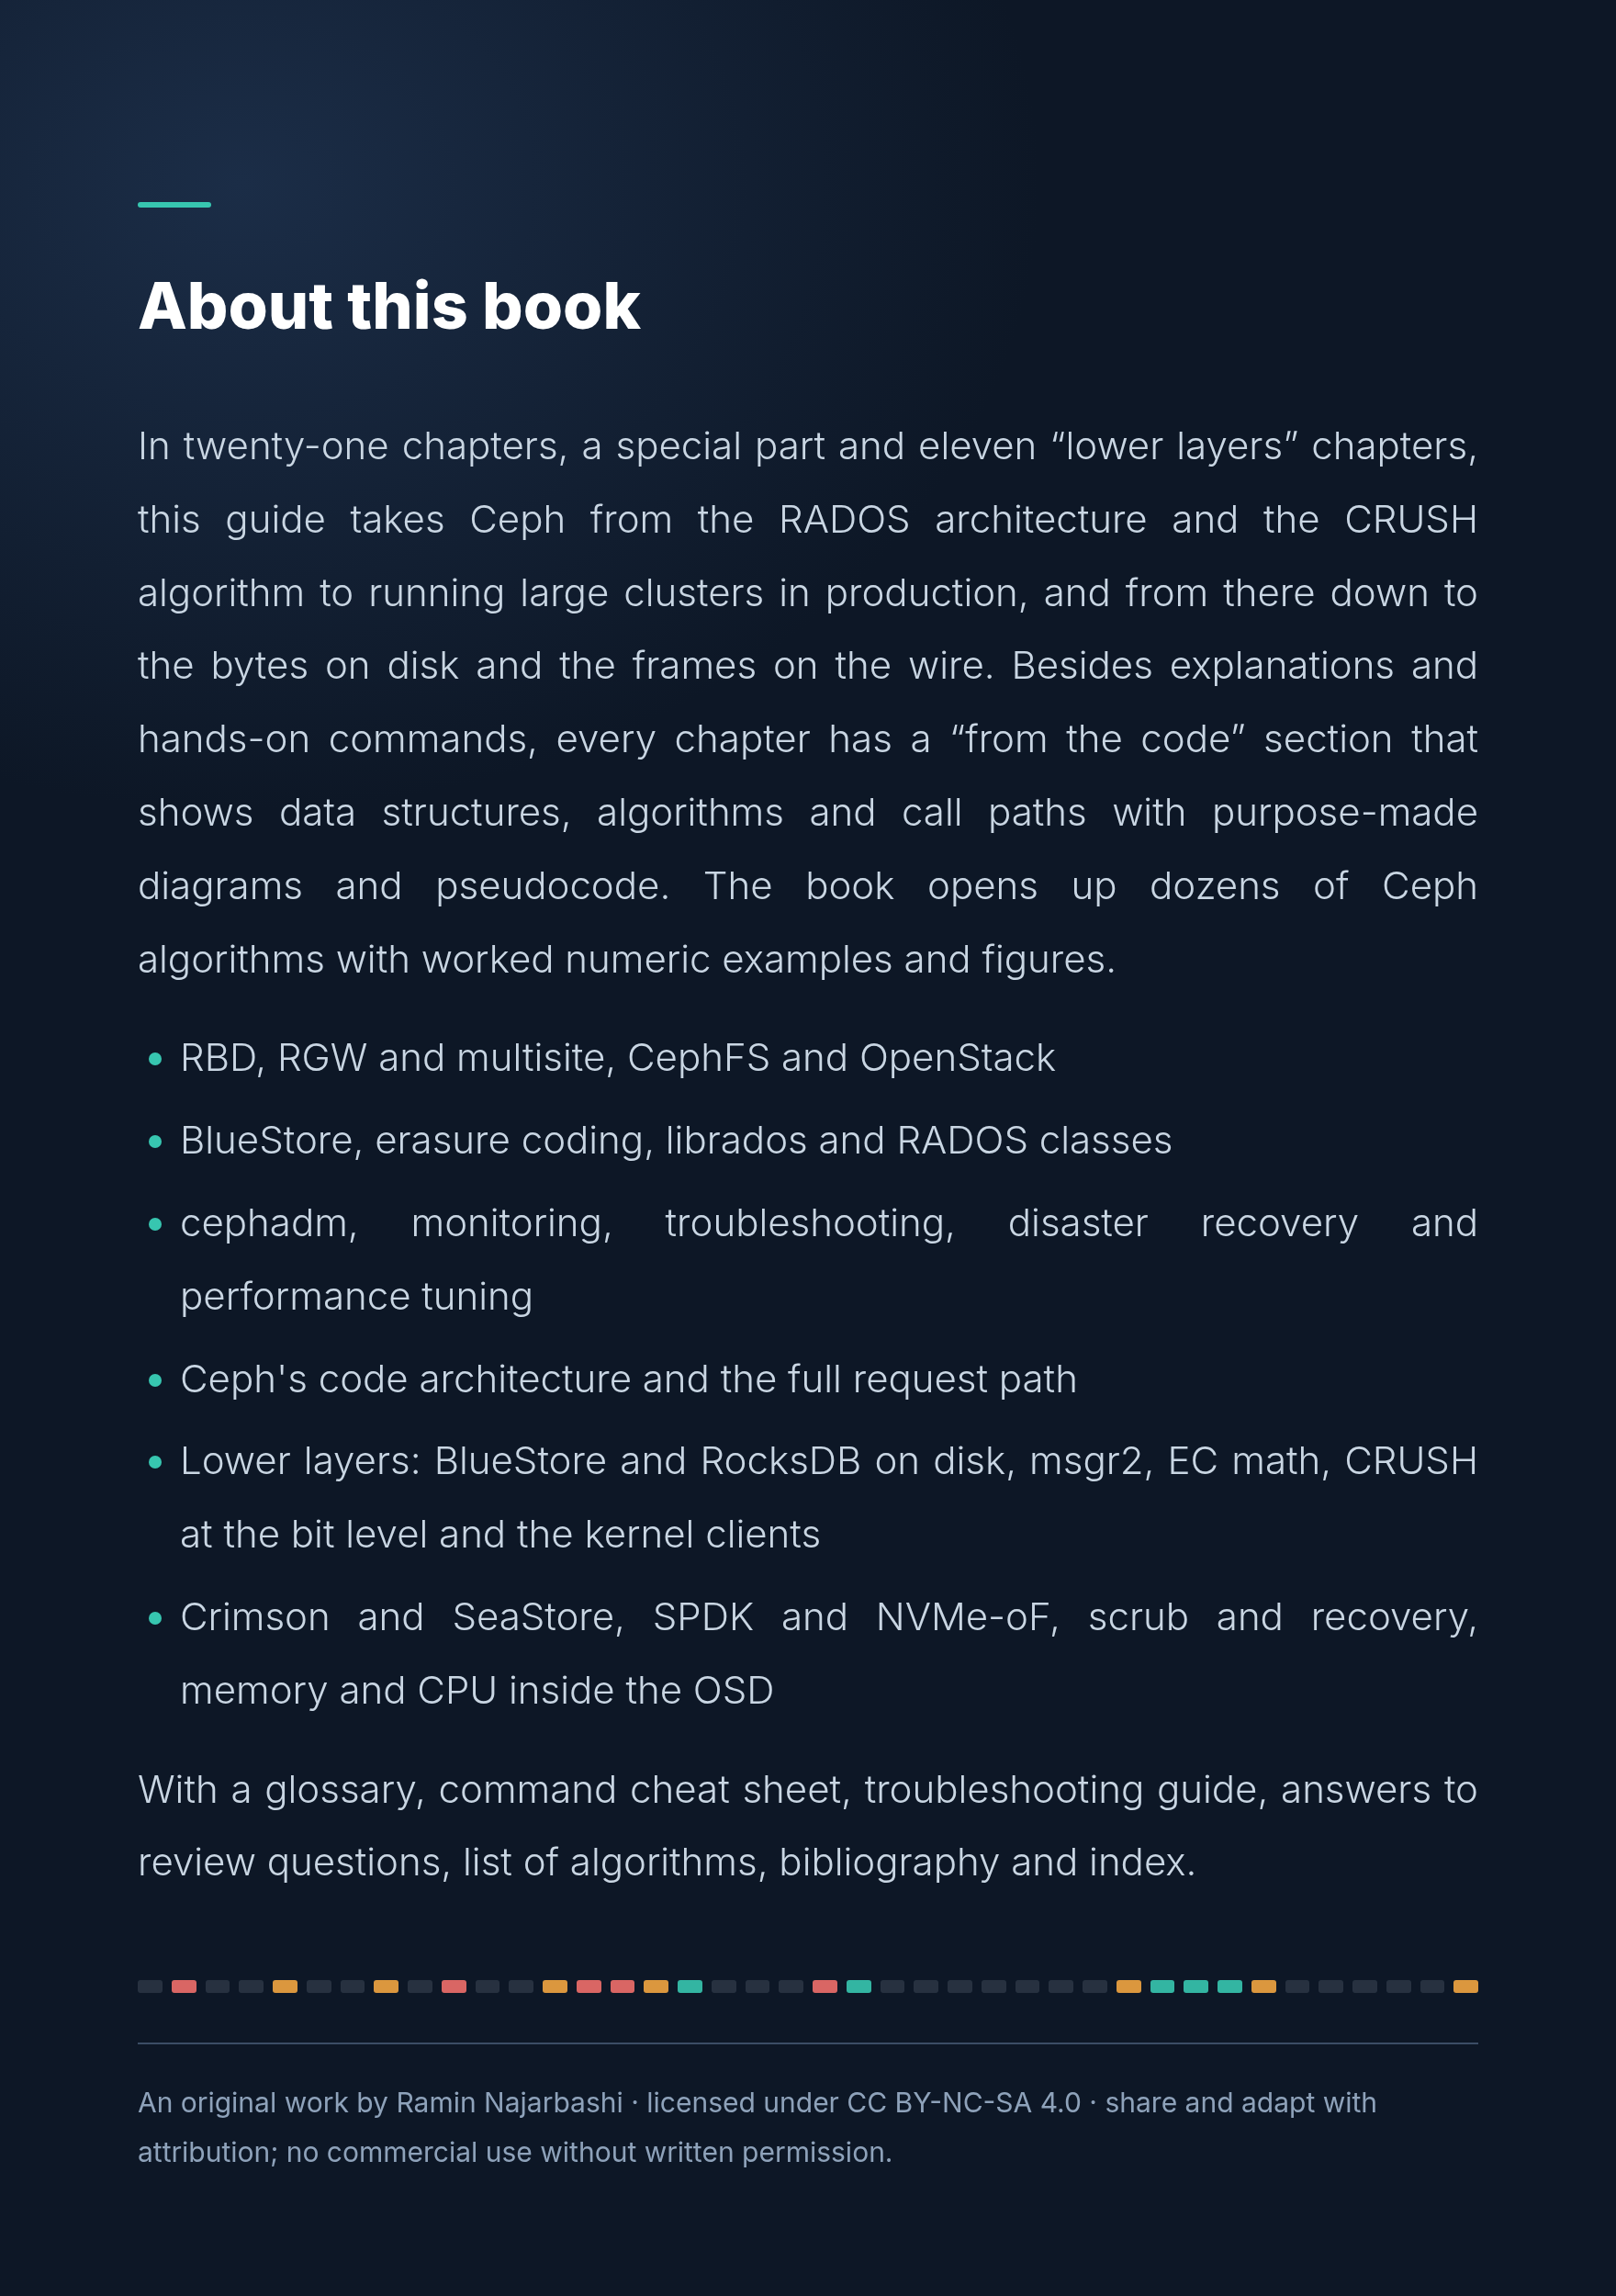 About this book
In twenty-one chapters, a special part and eleven “lower layers” chapters,
this guide takes Ceph from the RADOS architecture and the CRUSH
algorithm to running large clusters in production, and from there down to
the bytes on disk and the frames on the wire. Besides explanations and
hands-on commands, every chapter has a “from the code” section that
shows data structures, algorithms and call paths with purpose-made
diagrams and pseudocode. The book opens up dozens of Ceph
algorithms with worked numeric examples and figures.
• RBD, RGW and multisite, CephFS and OpenStack
• BlueStore, erasure coding, librados and RADOS classes
• cephadm, monitoring, troubleshooting, disaster recovery and
performance tuning
• Ceph's code architecture and the full request path
• Lower layers: BlueStore and RocksDB on disk, msgr2, EC math, CRUSH
at the bit level and the kernel clients
• Crimson and SeaStore, SPDK and NVMe-oF, scrub and recovery,
memory and CPU inside the OSD
With a glossary, command cheat sheet, troubleshooting guide, answers to
review questions, list of algorithms, bibliography and index.
An original work by Ramin Najarbashi · licensed under CC BY-NC-SA 4.0 · share and adapt with
attribution; no commercial use without written permission.